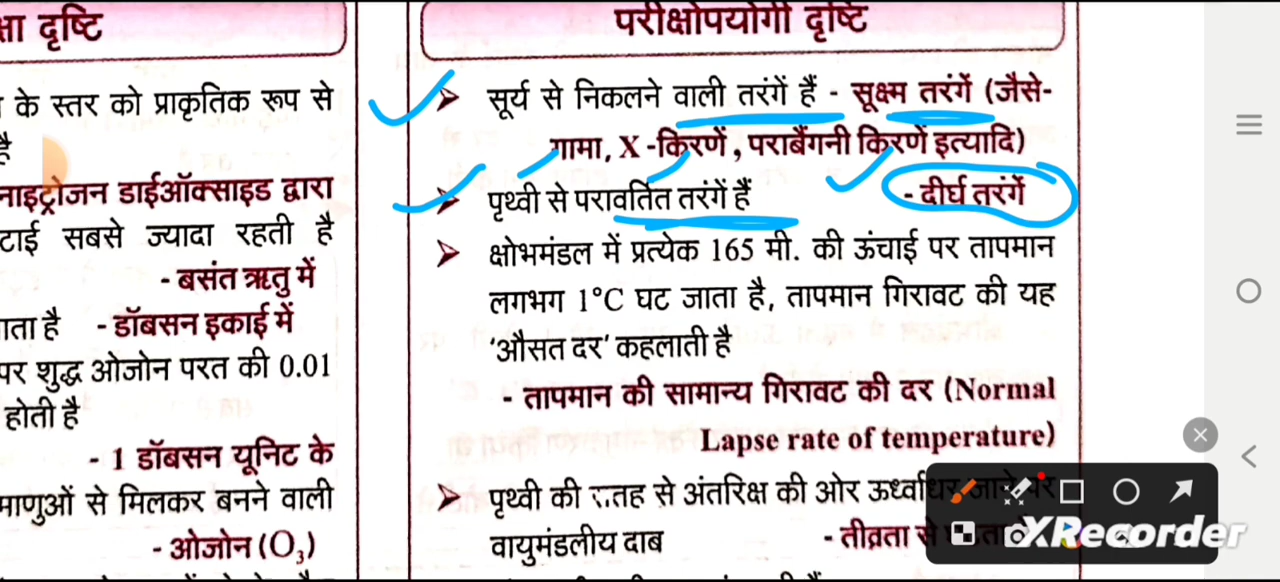 क्षा दृष्टि
के स्तर को प्राकृतिक रूप से
है
नाइट्रोजन डाईऑक्साइड द्वारा
टाई सबसे ज्यादा रहती है
- बसंत ऋतु में
ाता है - डॉबसन इकाई में
पर शुद्ध ओजोन परत की 0.01
होती है
- 1 डॉबसन यूनिट के
माणुओं से मिलकर बनने वाली
- ओजोन (O₃)
परीक्षोपयोगी दृष्टि
➢ सूर्य से निकलने वाली तरंगें हैं - सूक्ष्म तरंगें (जैसे-
गामा, X -किरणें, पराबैंगनी किरणें इत्यादि)
➢ पृथ्वी से परावर्तित तरंगें हैं - दीर्घ तरंगें
➢ क्षोभमंडल में प्रत्येक 165 मी. की ऊंचाई पर तापमान
लगभग 1°C घट जाता है, तापमान गिरावट की यह
‘औसत दर’ कहलाती है
- तापमान की सामान्य गिरावट की दर (Normal
Lapse rate of temperature)
➢ पृथ्वी की सतह से अंतरिक्ष की ओर ऊर्ध्वाधर जाने पर
वायुमंडलीय दाब - तीव्रता से
XRecorder